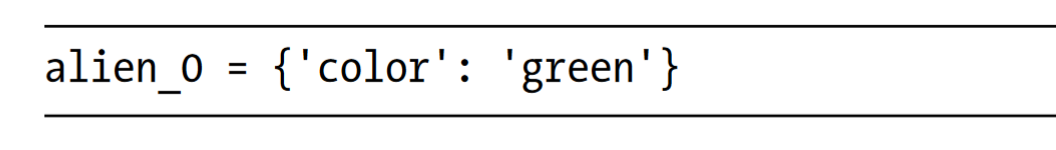 alien_0 = {'color': 'green'}